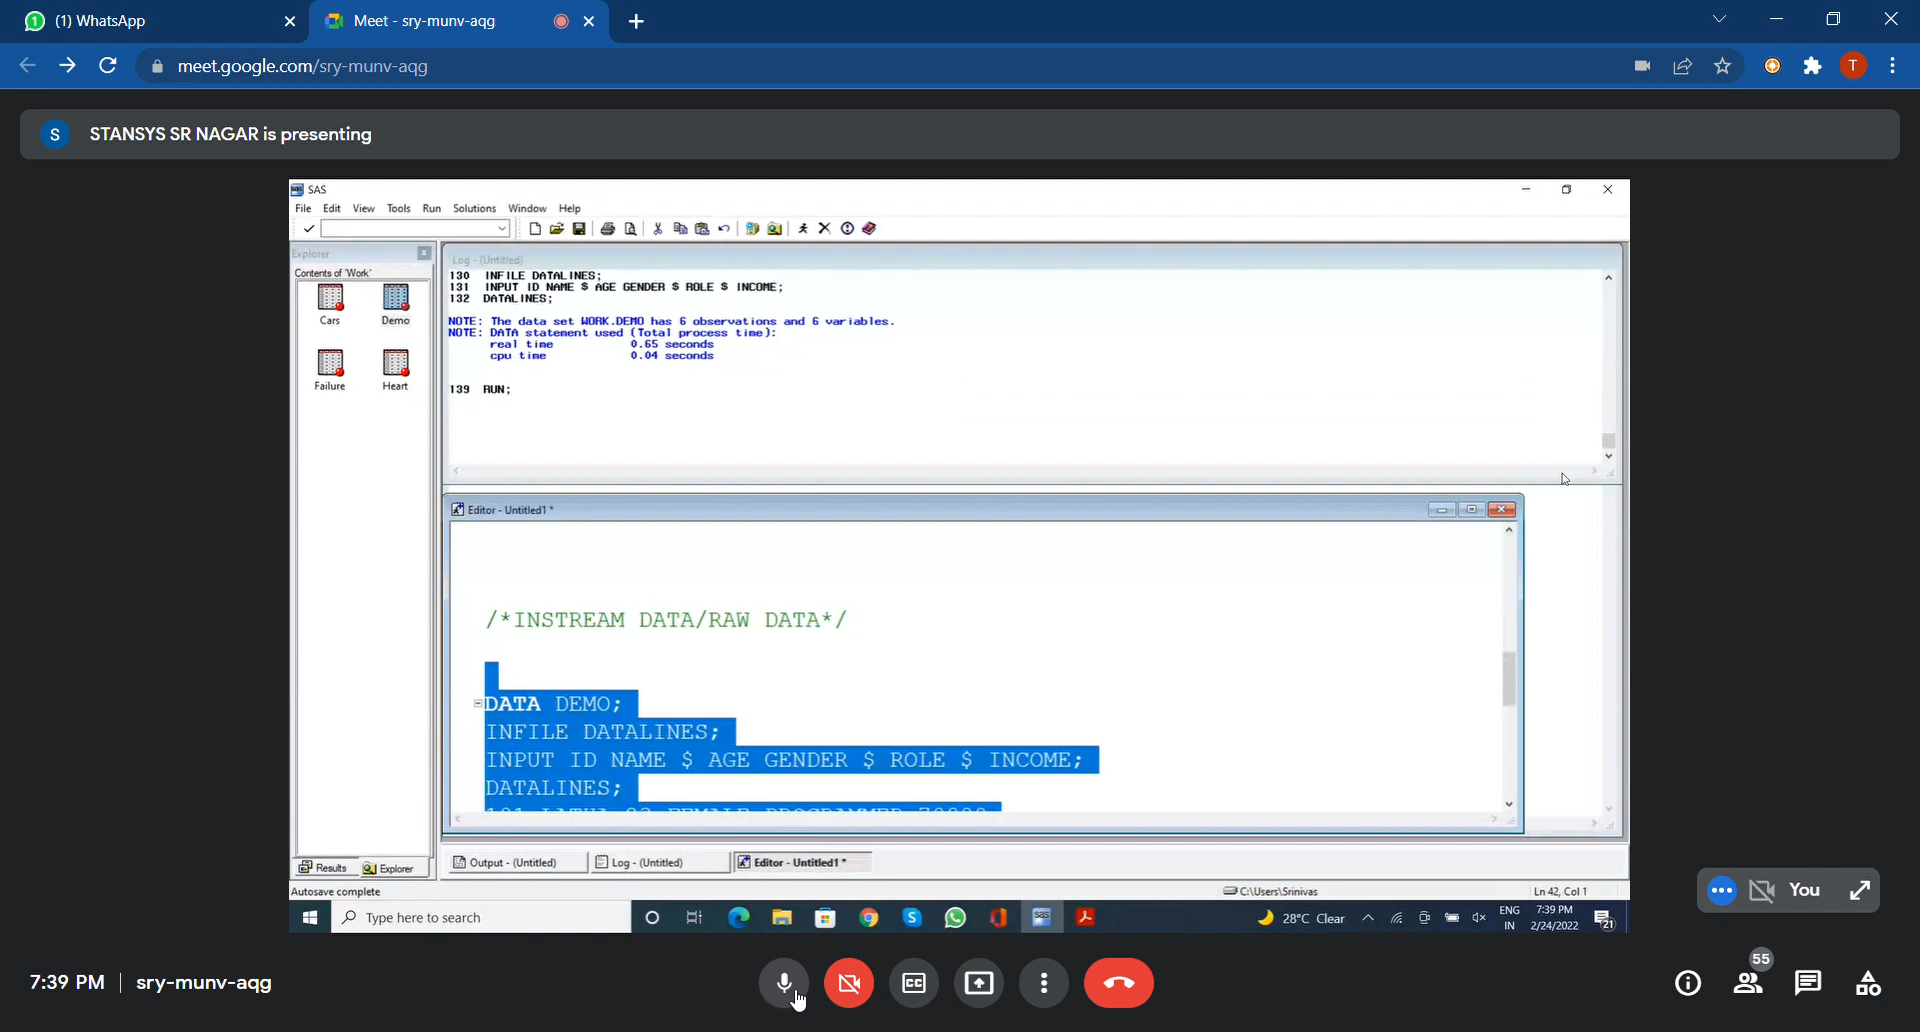 (1) WhatsApp
Meet - sry-munv-aqg
meet.google.com/sry-munv-aqg
T
S STANSYS SR NAGAR is presenting
SAS
File Edit View Tools Run Solutions Window Help
Explorer
Contents of 'Work'
Cars Demo
Failure Heart
Log - (Untitled)
130 INFILE DATALINES;
131 INPUT ID NAME $ AGE GENDER $ ROLE $ INCOME;
132 DATALINES;
NOTE: The data set WORK.DEMO has 6 observations and 6 variables.
NOTE: DATA statement used (Total process time):
real time 0.65 seconds
cpu time 0.04 seconds
139 RUN;
Editor - Untitled1 *
/*INSTREAM DATA/RAW DATA*/
DATA DEMO;
INFILE DATALINES;
INPUT ID NAME $ AGE GENDER $ ROLE $ INCOME;
DATALINES;
Results Explorer
Output - (Untitled) Log - (Untitled) Editor - Untitled1 *
Autosave complete C:\Users\Srinivas Ln 42, Col 1
Type here to search
28°C Clear
ENG IN
7:39 PM
2/24/2022
21
You
7:39 PM | sry-munv-aqg
CC
55